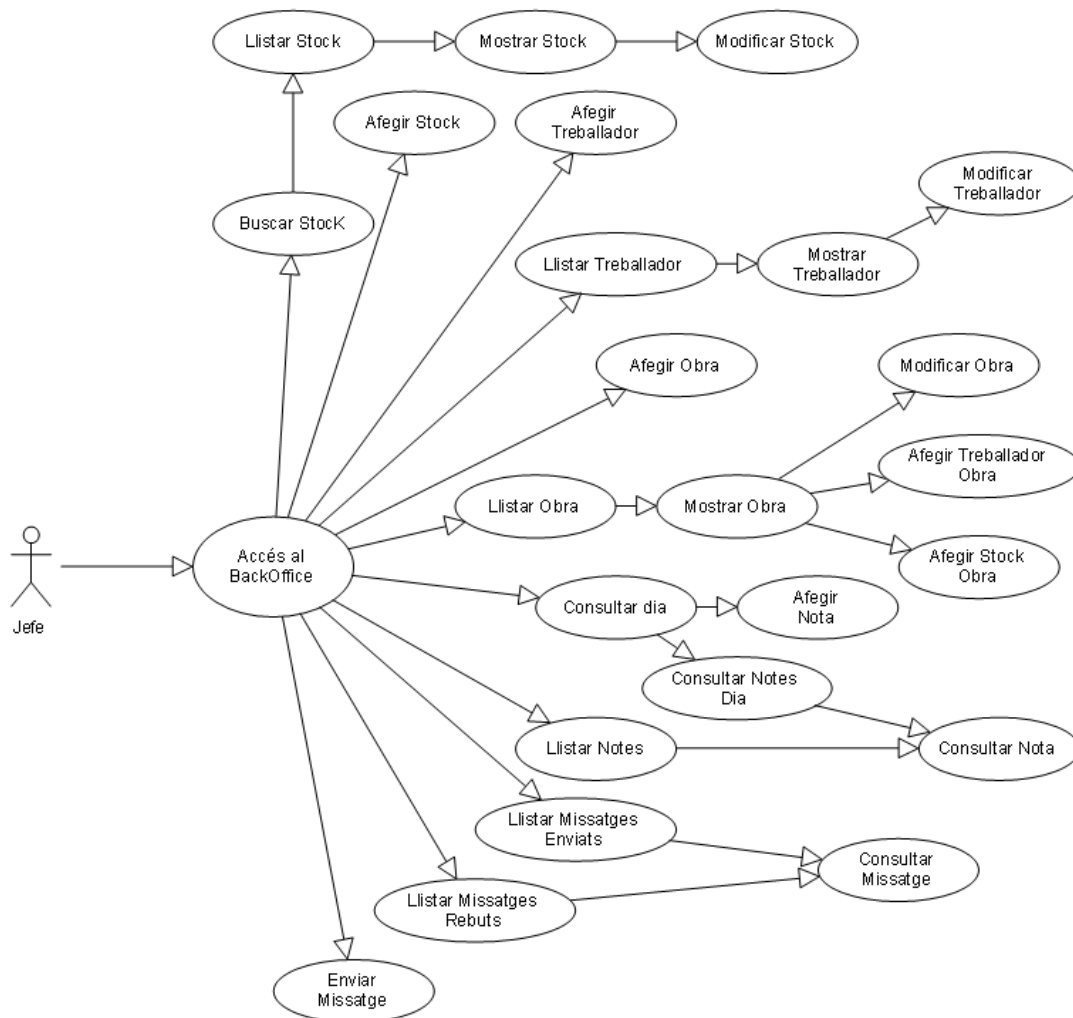 Llistar Stock
Mostrar Stock
Modificar Stock
Afegir Stock
Afegir
Treballador
Modificar
Treballador
Buscar StocK
Llistar Treballador
Mostrar
Treballador
Afegir Obra
Modificar Obra
Afegir Treballador
Obra
Llistar Obra
Mostrar Obra
Accés al
BackOffice
Afegir Stock
Obra
Jefe
Consultar dia
Afegir
Nota
Consultar Notes
Dia
Llistar Notes
Consultar Nota
Llistar Missatges
Enviats
Consultar
Missatge
Llistar Missatges
Rebuts
Enviar
Missatge